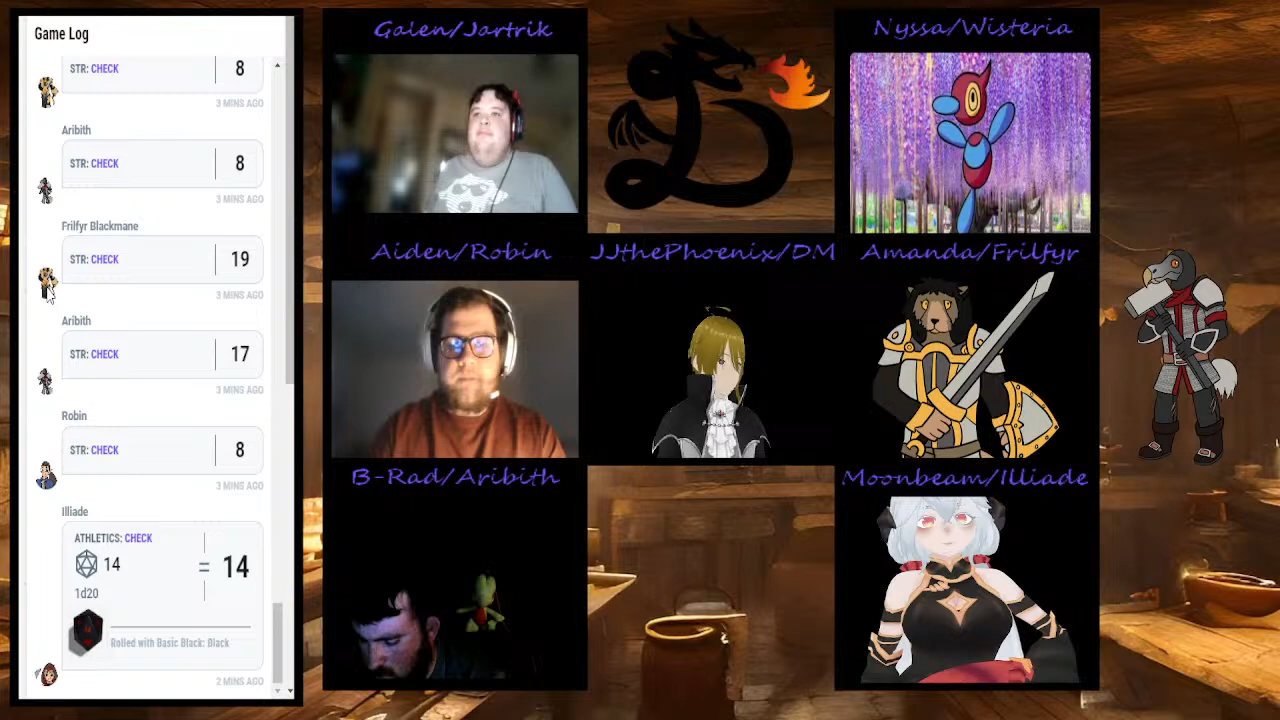 Game Log
STR: CHECK 8
3 MINS AGO
Aribith
STR: CHECK 8
3 MINS AGO
Frilfyr Blackmane
STR: CHECK 19
3 MINS AGO
Aribith
STR: CHECK 17
3 MINS AGO
Robin
STR: CHECK 8
3 MINS AGO
Illiade
ATHLETICS: CHECK
14 = 14
1d20
Rolled with Basic Black: Black
2 MINS AGO
Galen/Jartrik
Nyssa/Wisteria
Aiden/Robin
JJthePhoenix/DM
Amanda/Frilfyr
B-Rad/Aribith
Moonbeam/Illiade